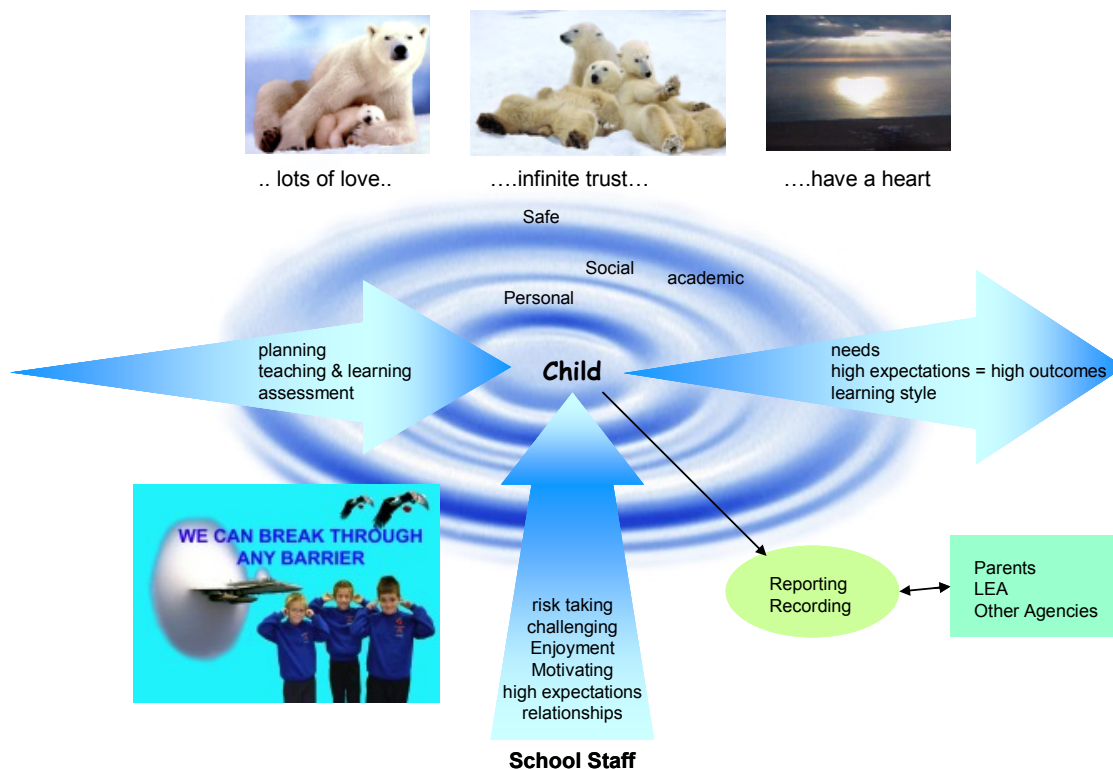 .. lots of love..
….infinite trust…
….have a heart
Safe
Social
academic
Personal
planning
teaching & learning
assessment
Child
needs
high expectations = high outcomes
learning style
WE CAN BREAK THROUGH
ANY BARRIER
risk taking
challenging
Enjoyment
Motivating
high expectations
relationships
School Staff
Reporting
Recording
Parents
LEA
Other Agencies